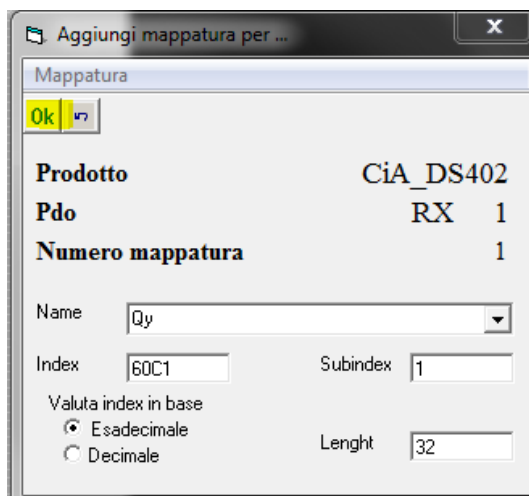 Aggiungi mappatura per ...
Mappatura
Ok
Prodotto CiA_DS402
Pdo RX 1
Numero mappatura 1
Name Qy
Index 60C1 Subindex 1
Valuta index in base
Esadecimale
Decimale
Lenght 32